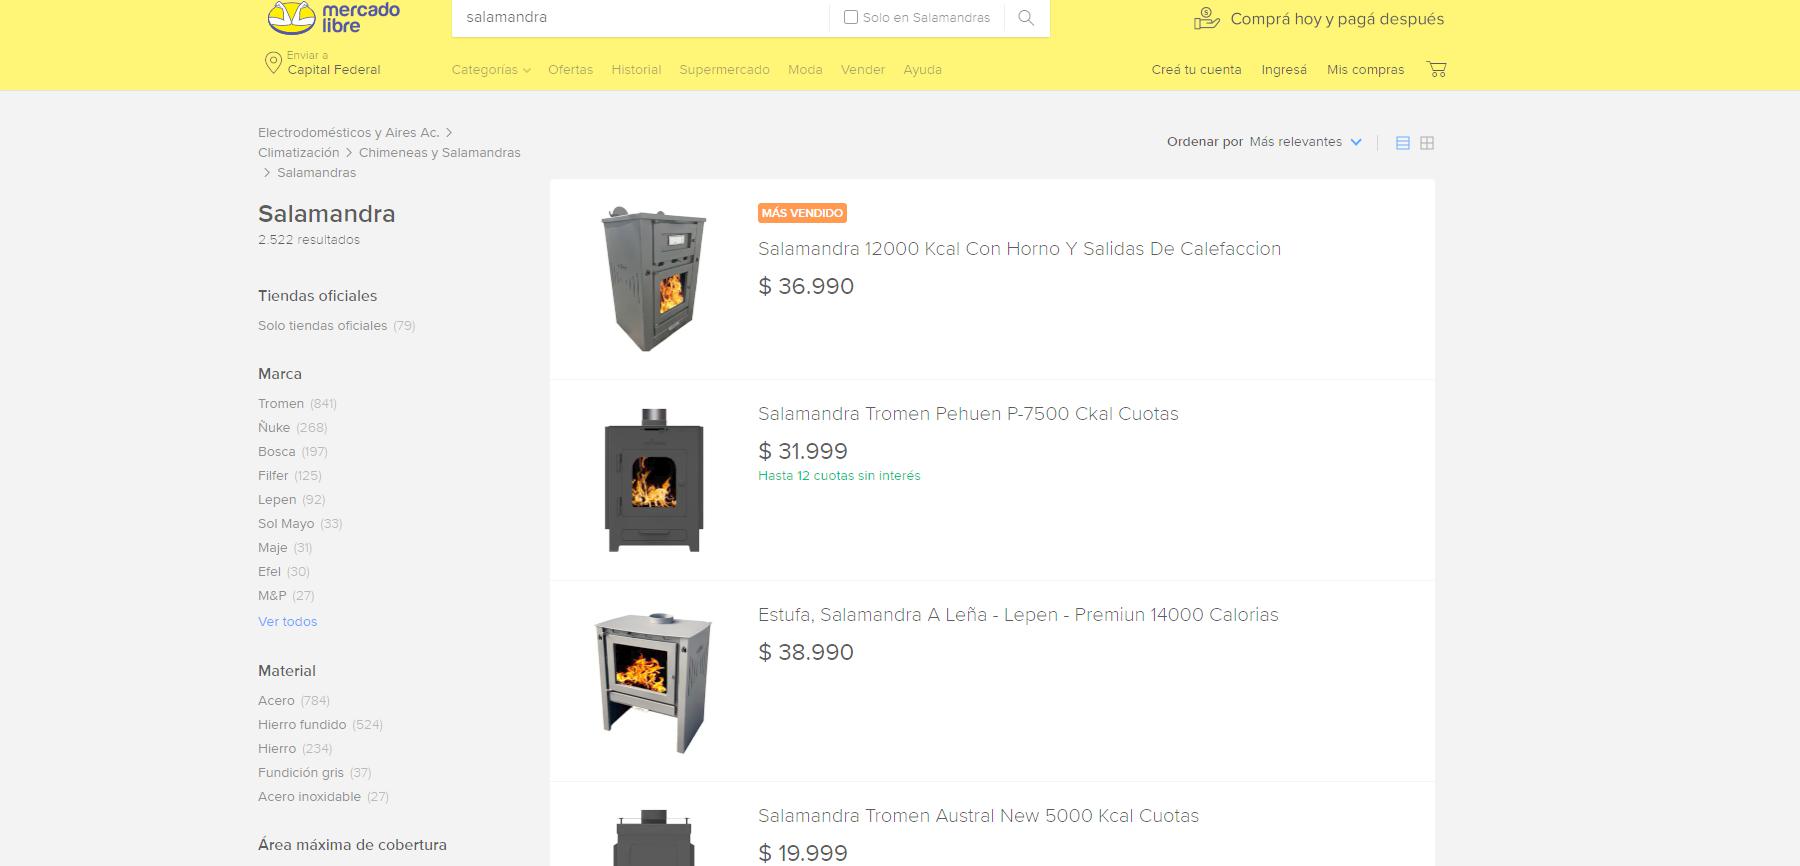 mercado
libre
salamandra
Solo en Salamandras
Comprá hoy y pagá después
Enviar a
Capital Federal
Categorías
Ofertas
Historial
Supermercado
Moda
Vender
Ayuda
Creá tu cuenta
Ingresá
Mis compras
Electrodomésticos y Aires Ac. >
Climatización > Chimeneas y Salamandras
> Salamandras
Salamandra
2.522 resultados
Tiendas oficiales
Solo tiendas oficiales (79)
Marca
Tromen (841)
Ñuke (268)
Bosca (197)
Filfer (125)
Lepen (92)
Sol Mayo (33)
Maje (31)
Efel (30)
M&P (27)
Ver todos
Material
Acero (784)
Hierro fundido (524)
Hierro (234)
Fundición gris (37)
Acero inoxidable (27)
Área máxima de cobertura
Ordenar por Más relevantes
MÁS VENDIDO
Salamandra 12000 Kcal Con Horno Y Salidas De Calefaccion
$ 36.990
Salamandra Tromen Pehuen P-7500 Ckal Cuotas
$ 31.999
Hasta 12 cuotas sin interés
Estufa, Salamandra A Leña - Lepen - Premiun 14000 Calorias
$ 38.990
Salamandra Tromen Austral New 5000 Kcal Cuotas
$ 19.999